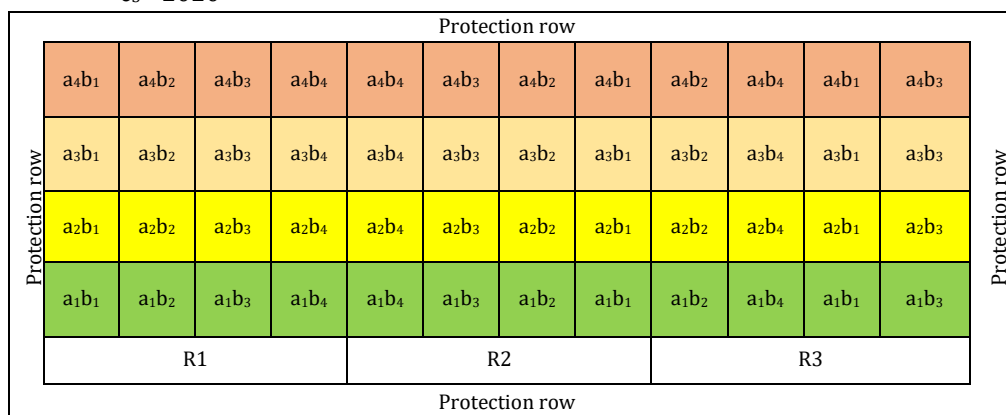 Protection row
a₄b₁ a₄b₂ a₄b₃ a₄b₄ a₄b₄ a₄b₃ a₄b₂ a₄b₁ a₄b₂ a₄b₄ a₄b₁ a₄b₃
a₃b₁ a₃b₂ a₃b₃ a₃b₄ a₃b₄ a₃b₃ a₃b₂ a₃b₁ a₃b₂ a₃b₄ a₃b₁ a₃b₃
Protection row
Protection row
a₂b₁ a₂b₂ a₂b₃ a₂b₄ a₂b₄ a₂b₃ a₂b₂ a₂b₁ a₂b₂ a₂b₄ a₂b₁ a₂b₃
a₁b₁ a₁b₂ a₁b₃ a₁b₄ a₁b₄ a₁b₃ a₁b₂ a₁b₁ a₁b₂ a₁b₄ a₁b₁ a₁b₃
R1 R2 R3
Protection row